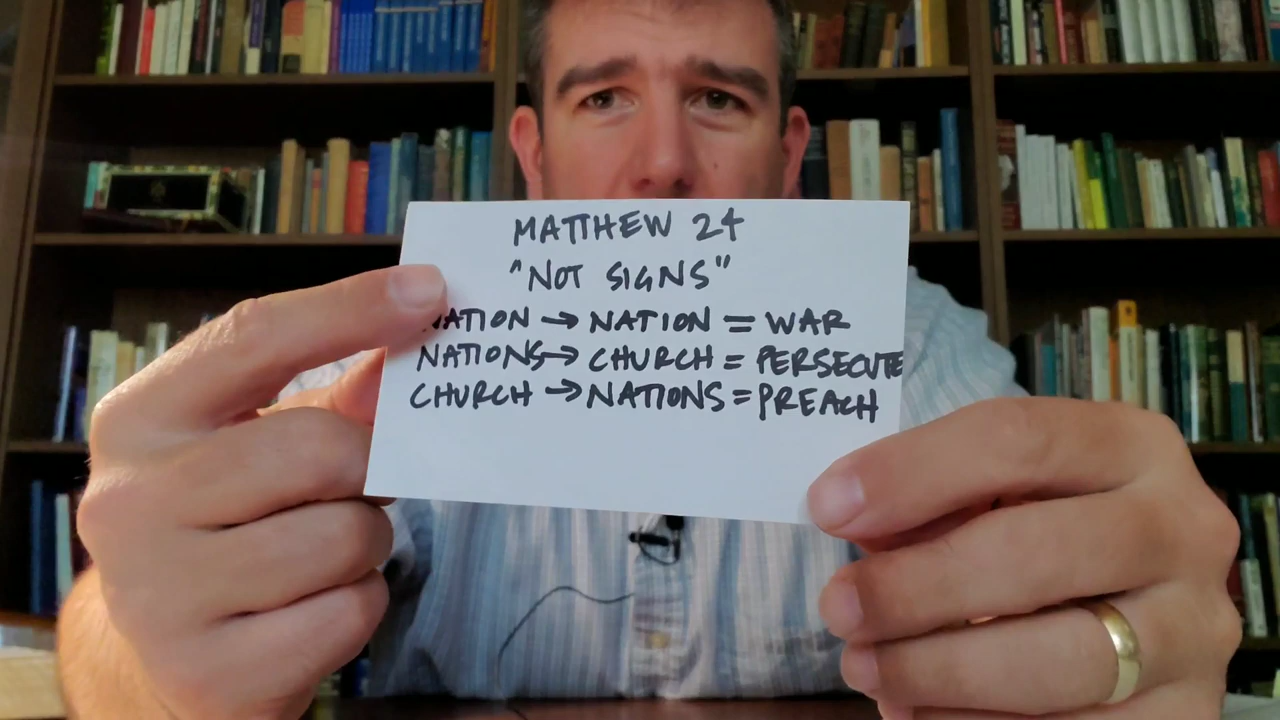 MATTHEW 24
"NOT SIGNS"
NATION → NATION = WAR
NATIONS → CHURCH = PERSECUTE
CHURCH → NATIONS = PREACH